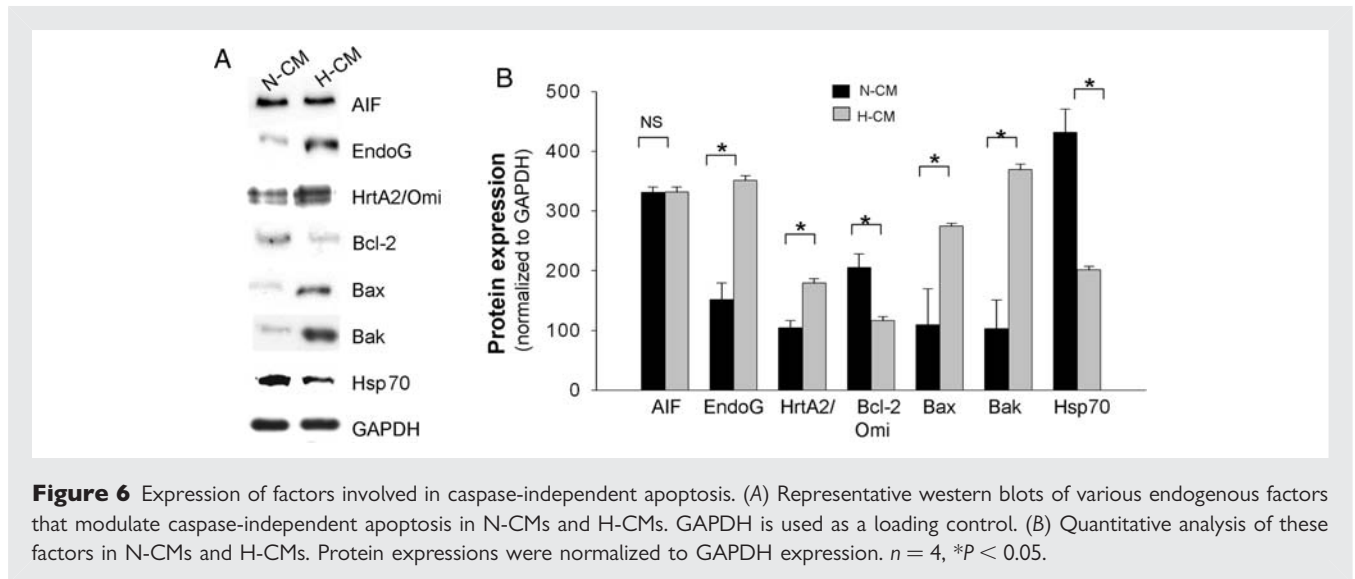 A
N-CM H-CM
AIF
EndoG
HrtA2/Omi
Bcl-2
Bax
Bak
Hsp70
GAPDH
B
Protein expression
(normalized to GAPDH)
500
400
300
200
100
0
N-CM
H-CM
NS
*
*
*
*
*
*
AIF EndoG HrtA2/ Bcl-2 Bax Bak Hsp70
Omi
Figure 6 Expression of factors involved in caspase-independent apoptosis. (A) Representative western blots of various endogenous factors
that modulate caspase-independent apoptosis in N-CMs and H-CMs. GAPDH is used as a loading control. (B) Quantitative analysis of these
factors in N-CMs and H-CMs. Protein expressions were normalized to GAPDH expression. n = 4, *P < 0.05.